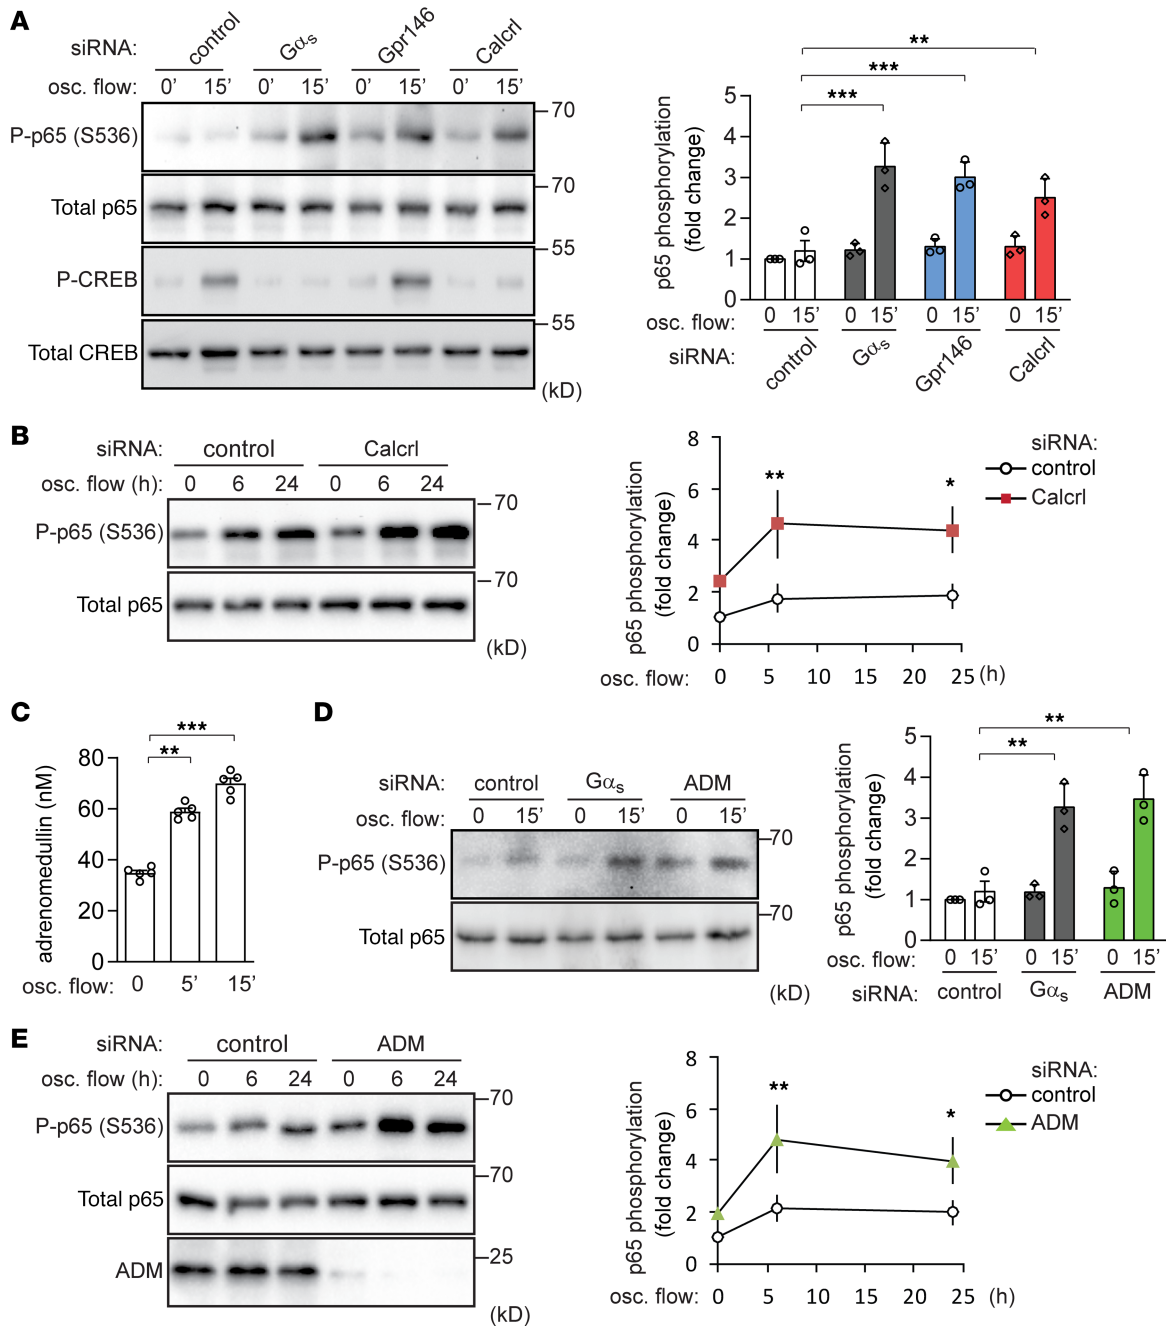 A
siRNA: control Gαs Gpr146 Calcrl
osc. flow: 0’ 15’ 0’ 15’ 0’ 15’ 0’ 15’
P-p65 (S536) 70
Total p65 70
P-CREB 55
Total CREB 55
(kD)
** 
***
***
p65 phosphorylation
(fold change)
5
4
3
2
1
0
osc. flow: 0 15’ 0 15’ 0 15’ 0 15’
siRNA: control Gαs Gpr146 Calcrl
B
siRNA: control Calcrl
osc. flow (h): 0 6 24 0 6 24
P-p65 (S536) 70
Total p65 70
(kD)
p65 phosphorylation
(fold change)
8
6
4
2
0
** *
osc. flow: 0 5 10 15 20 25 (h)
siRNA:
control
Calcrl
C
***
**
adrenomedullin (nM)
80
60
40
20
0
osc. flow: 0 5’ 15’
D
siRNA: control Gαs ADM
osc. flow: 0 15’ 0 15’ 0 15’
P-p65 (S536) 70
Total p65 70
(kD)
**
**
p65 phosphorylation
(fold change)
5
4
3
2
1
0
osc. flow: 0 15’ 0 15’ 0 15’
siRNA: control Gαs ADM
E
siRNA: control ADM
osc. flow (h): 0 6 24 0 6 24
P-p65 (S536) 70
Total p65 70
ADM 25
(kD)
p65 phosphorylation
(fold change)
8
6
4
2
0
** *
osc. flow: 0 5 10 15 20 25 (h)
siRNA:
control
ADM